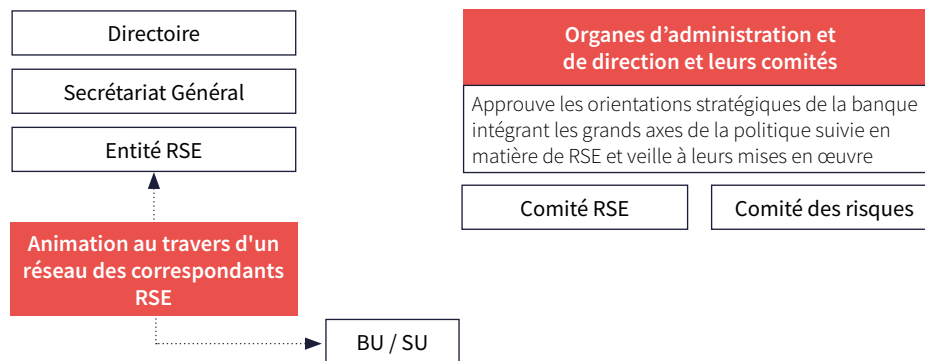 Directoire
Secrétariat Général
Entité RSE
Animation au travers d'un
réseau des correspondants
RSE
BU / SU
Organes d’administration et
de direction et leurs comités
Approuve les orientations stratégiques de la banque
intégrant les grands axes de la politique suivie en
matière de RSE et veille à leurs mises en œuvre
Comité RSE
Comité des risques